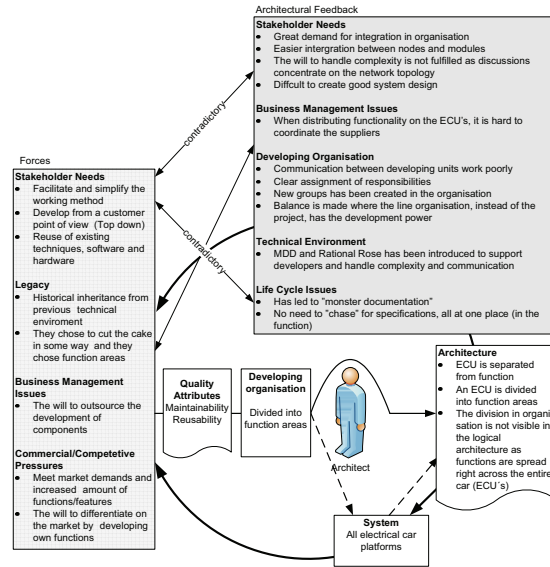 Architectural Feedback
Stakeholder Needs
Great demand for integration in organisation
Easier intergration between nodes and modules
The will to handle complexity is not fulfilled as discussions
concentrate on the network topology
Diffcult to create good system design
Business Management Issues
When distributing functionality on the ECU's, it is hard to
coordinate the suppliers
Developing Organisation
Communication between developing units work poorly
Clear assignment of responsibilities
New groups has been created in the organisation
Balance is made where the line organisation, instead of the
project, has the development power
Technical Environment
MDD and Rational Rose has been introduced to support
developers and handle complexity and communication
Life Cycle Issues
Has led to "monster documentation"
No need to "chase" for specifications, all at one place (in the
function)
contradictory
contradictory
Forces
Stakeholder Needs
Facilitate and simplify the
working method
Develop from a customer
point of view (Top down)
Reuse of existing
techniques, software and
hardware
Legacy
Historical inheritance from
previous technical
enviroment
They chose to cut the cake
in some way and they
chose function areas
Business Management
Issues
The will to outsource the
development of
components
Commercial/Competetive
Pressures
Meet market demands and
increased amount of
functions/features
The will to differentiate on
the market by developing
own functions
Quality
Attributes
Maintainability
Reusability
Developing
organisation
Divided into
function areas
Architect
System
All electrical car
platforms
Architecture
ECU is separated
from function
An ECU is divided
into function areas
The division in organi
sation is not visible in
the logical
architecture as
functions are spread
right across the entire
car (ECU´s)